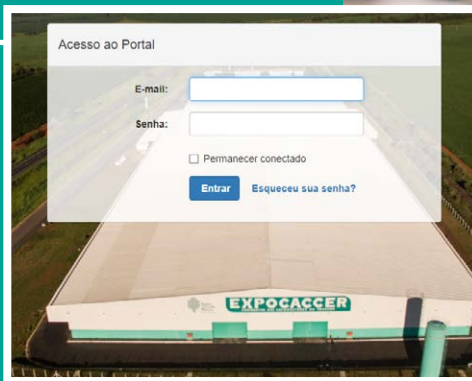 Acesso ao Portal
E-mail:
Senha:
Permanecer conectado
Entrar Esqueceu sua senha?
EXPOCACCER